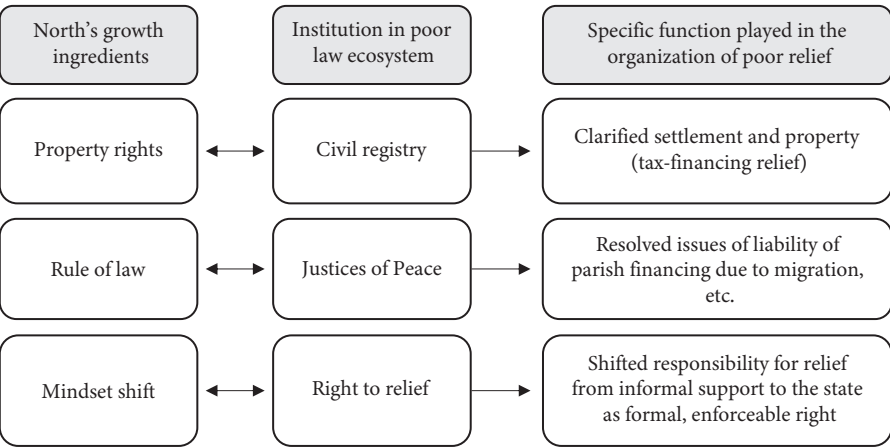 North's growth
ingredients
Institution in poor
law ecosystem
Specific function played in the
organization of poor relief
Property rights
Civil registry
Clarified settlement and property
(tax-financing relief)
Rule of law
Justices of Peace
Resolved issues of liability of
parish financing due to migration,
etc.
Mindset shift
Right to relief
Shifted responsibility for relief
from informal support to the state
as formal, enforceable right